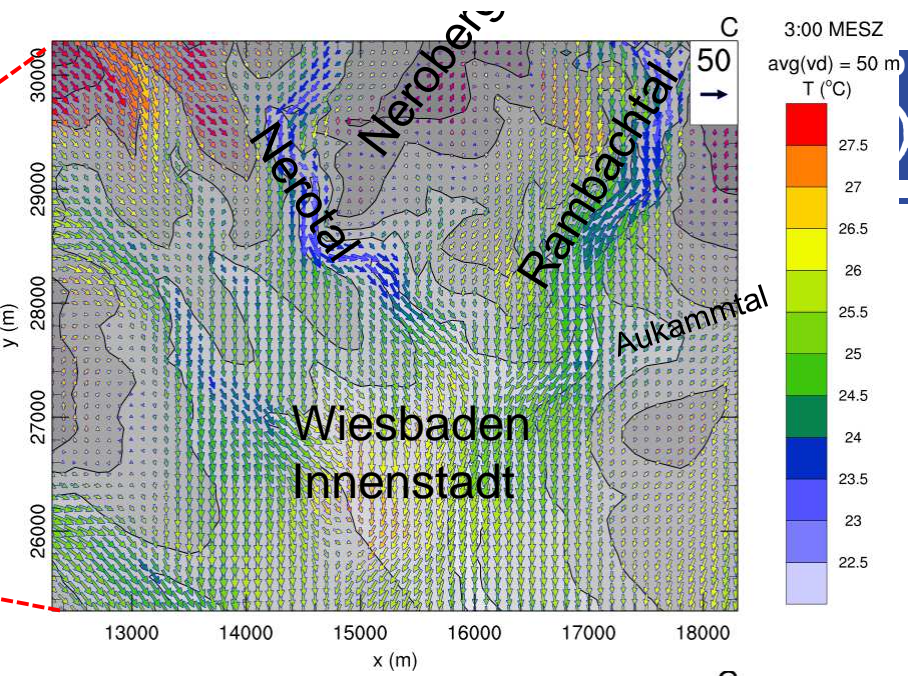 C
3:00 MESZ
avg(vd) = 50 m
T (°C)
50
27.5
27
26.5
26
25.5
25
24.5
24
23.5
23
22.5
Neroberg
Nerotal
Rambachtal
Aukammtal
Wiesbaden
Innenstadt
30000
29000
28000
27000
26000
y (m)
13000 14000 15000 16000 17000 18000
x (m)